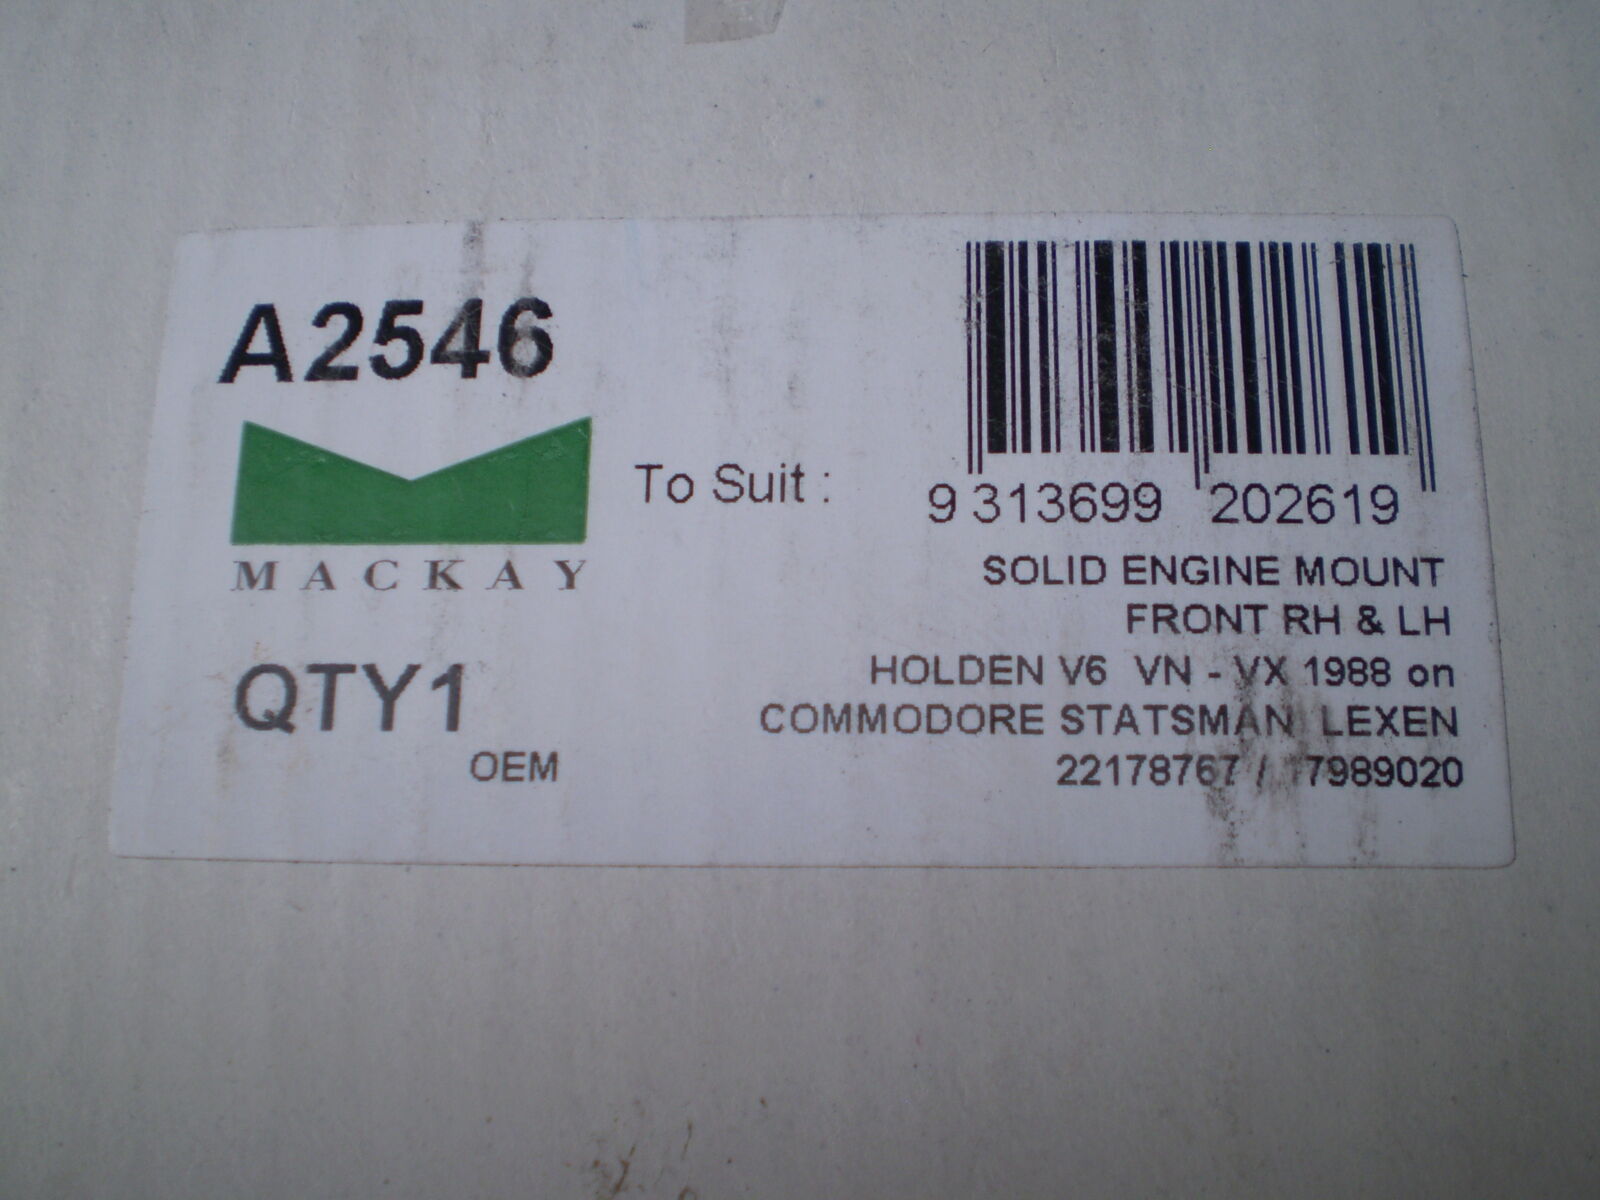 A2546
MACKAY
QTY1
OEM
To Suit :
9 313699 202619
SOLID ENGINE MOUNT
FRONT RH & LH
HOLDEN V6 VN - VX 1988 on
COMMODORE STATSMAN LEXEN
22178767 /